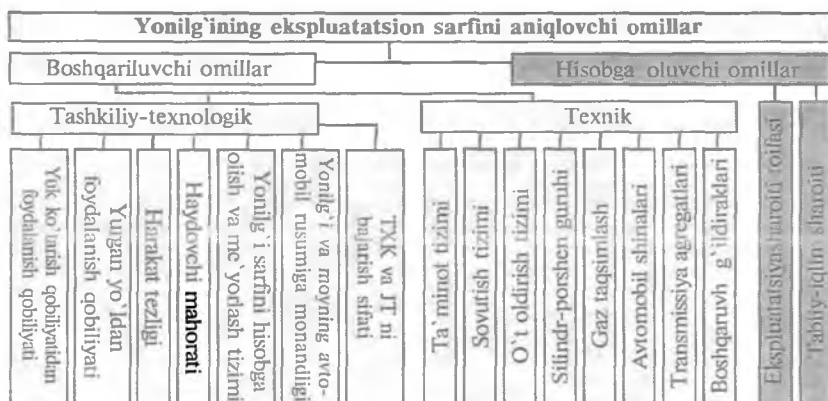 Yonilg`ining ekspluatatsion sarfini aniqlovchi omillar
Boshqariluvchi omillar
Hisobga oluvchi omillar
Tashkiliy-texnologik
Texnik
Yuk ko`tarish qobiliyatidan
foydalanish qobiliyati
Yurgan yo`ldan
foydalanish qobiliyati
Harakat tezligi
Haydovchi mahorati
Yonilg`i sarfini hisobga
olish va me`yorlash tizimi
Yonilg`i va moyning avto-
mobil rusumiga monandligi
TXK va JT ni
bajarish sifati
Ta`minot tizimi
Sovutish tizimi
O`t oldirish tizimi
Silindr-porshen guruhi
Gaz taqsimlash
Avtomobil shinalari
Transmissiya agregatlari
Boshqaruvh g`ildiraklari
Ekspluatatsiyasharoti toifasi
Tabiiy-iqlim sharoiti